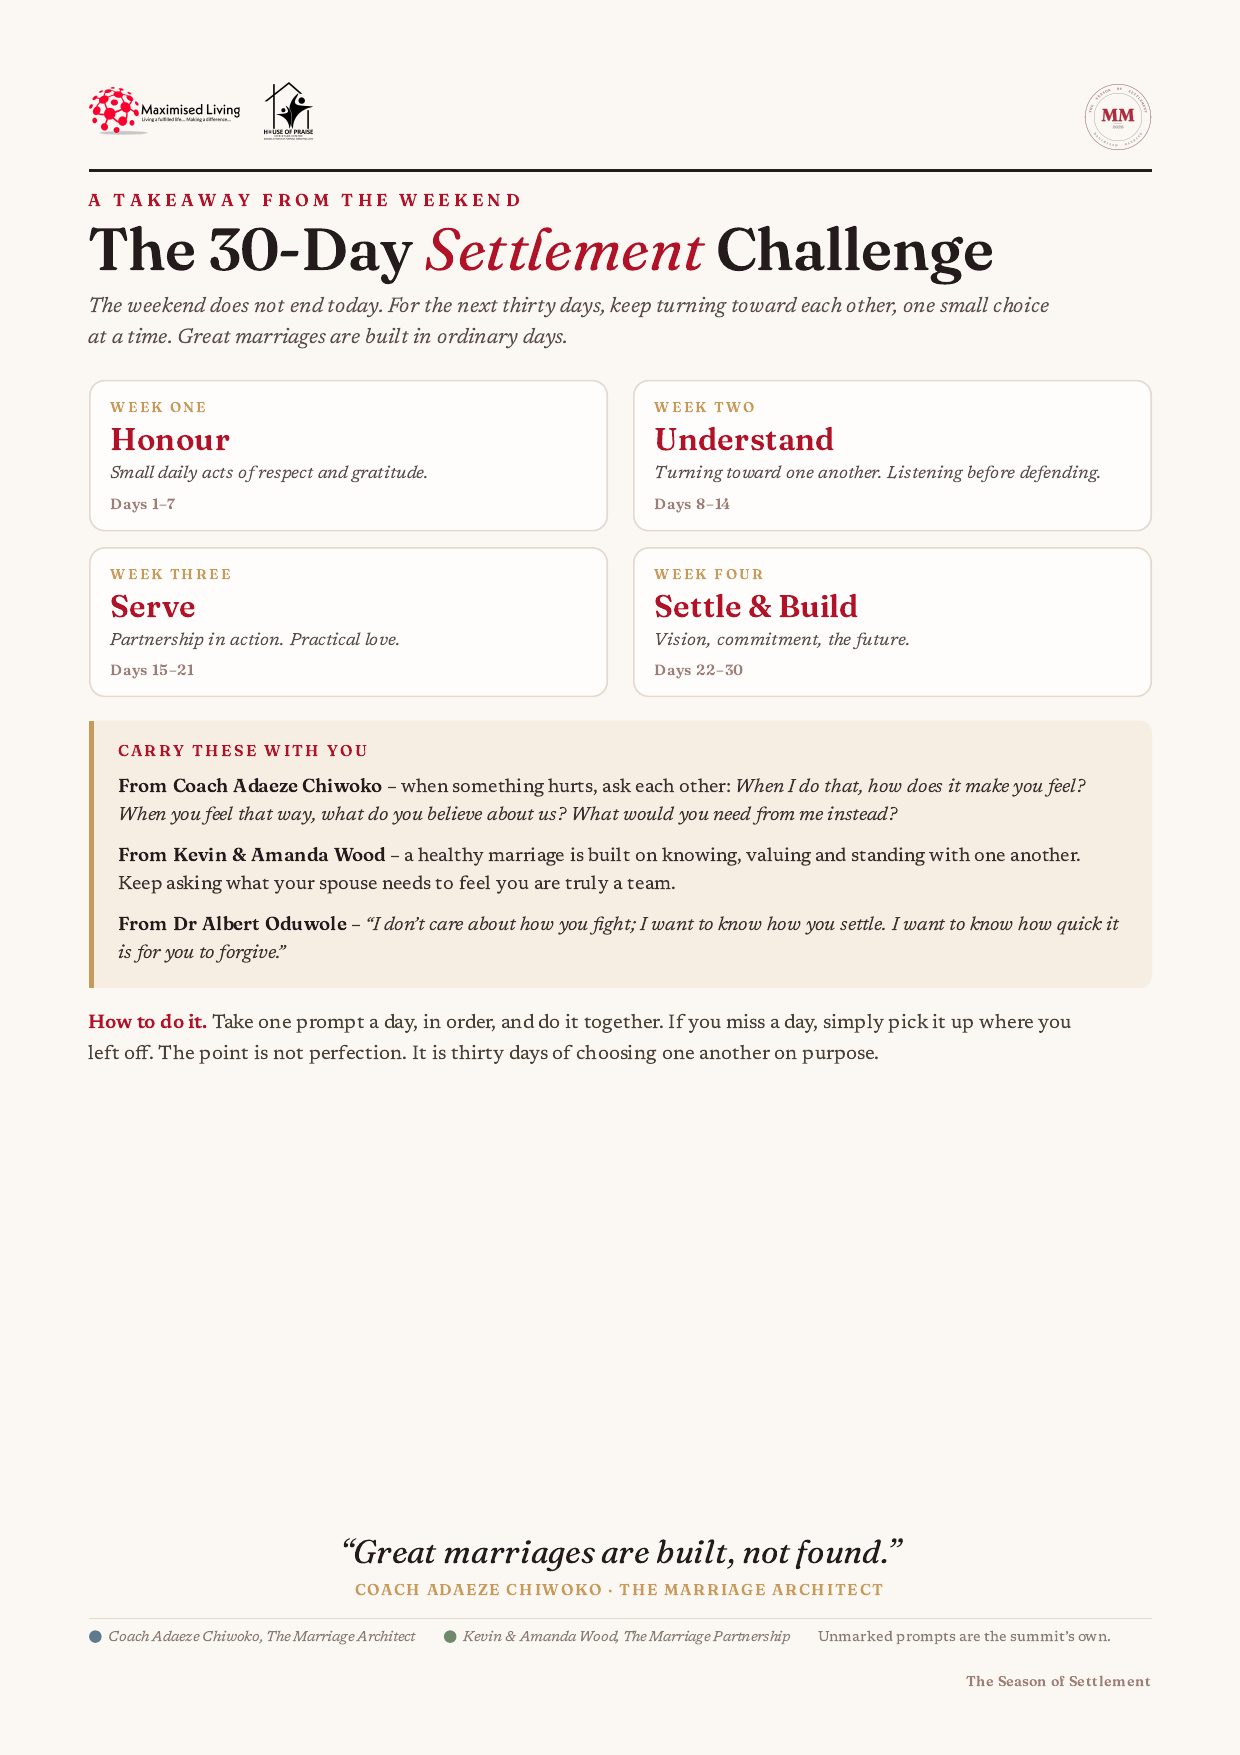 Maximised Living
Living a fulfilled life... Making a difference...
HOUSE OF PRAISE
MM
2026
A TAKEAWAY FROM THE WEEKEND
The 30-Day Settlement Challenge
The weekend does not end today. For the next thirty days, keep turning toward each other, one small choice
at a time. Great marriages are built in ordinary days.
WEEK ONE
Honour
Small daily acts of respect and gratitude.
Days 1–7
WEEK TWO
Understand
Turning toward one another. Listening before defending.
Days 8–14
WEEK THREE
Serve
Partnership in action. Practical love.
Days 15–21
WEEK FOUR
Settle & Build
Vision, commitment, the future.
Days 22–30
CARRY THESE WITH YOU
From Coach Adaeze Chiwoko – when something hurts, ask each other: When I do that, how does it make you feel?
When you feel that way, what do you believe about us? What would you need from me instead?
From Kevin & Amanda Wood – a healthy marriage is built on knowing, valuing and standing with one another.
Keep asking what your spouse needs to feel you are truly a team.
From Dr Albert Oduwole – “I don’t care about how you fight; I want to know how you settle. I want to know how quick it
is for you to forgive.”
How to do it. Take one prompt a day, in order, and do it together. If you miss a day, simply pick it up where you
left off. The point is not perfection. It is thirty days of choosing one another on purpose.
“Great marriages are built, not found.”
COACH ADAEZE CHIWOKO · THE MARRIAGE ARCHITECT
Coach Adaeze Chiwoko, The Marriage Architect
Kevin & Amanda Wood, The Marriage Partnership
Unmarked prompts are the summit’s own.
The Season of Settlement